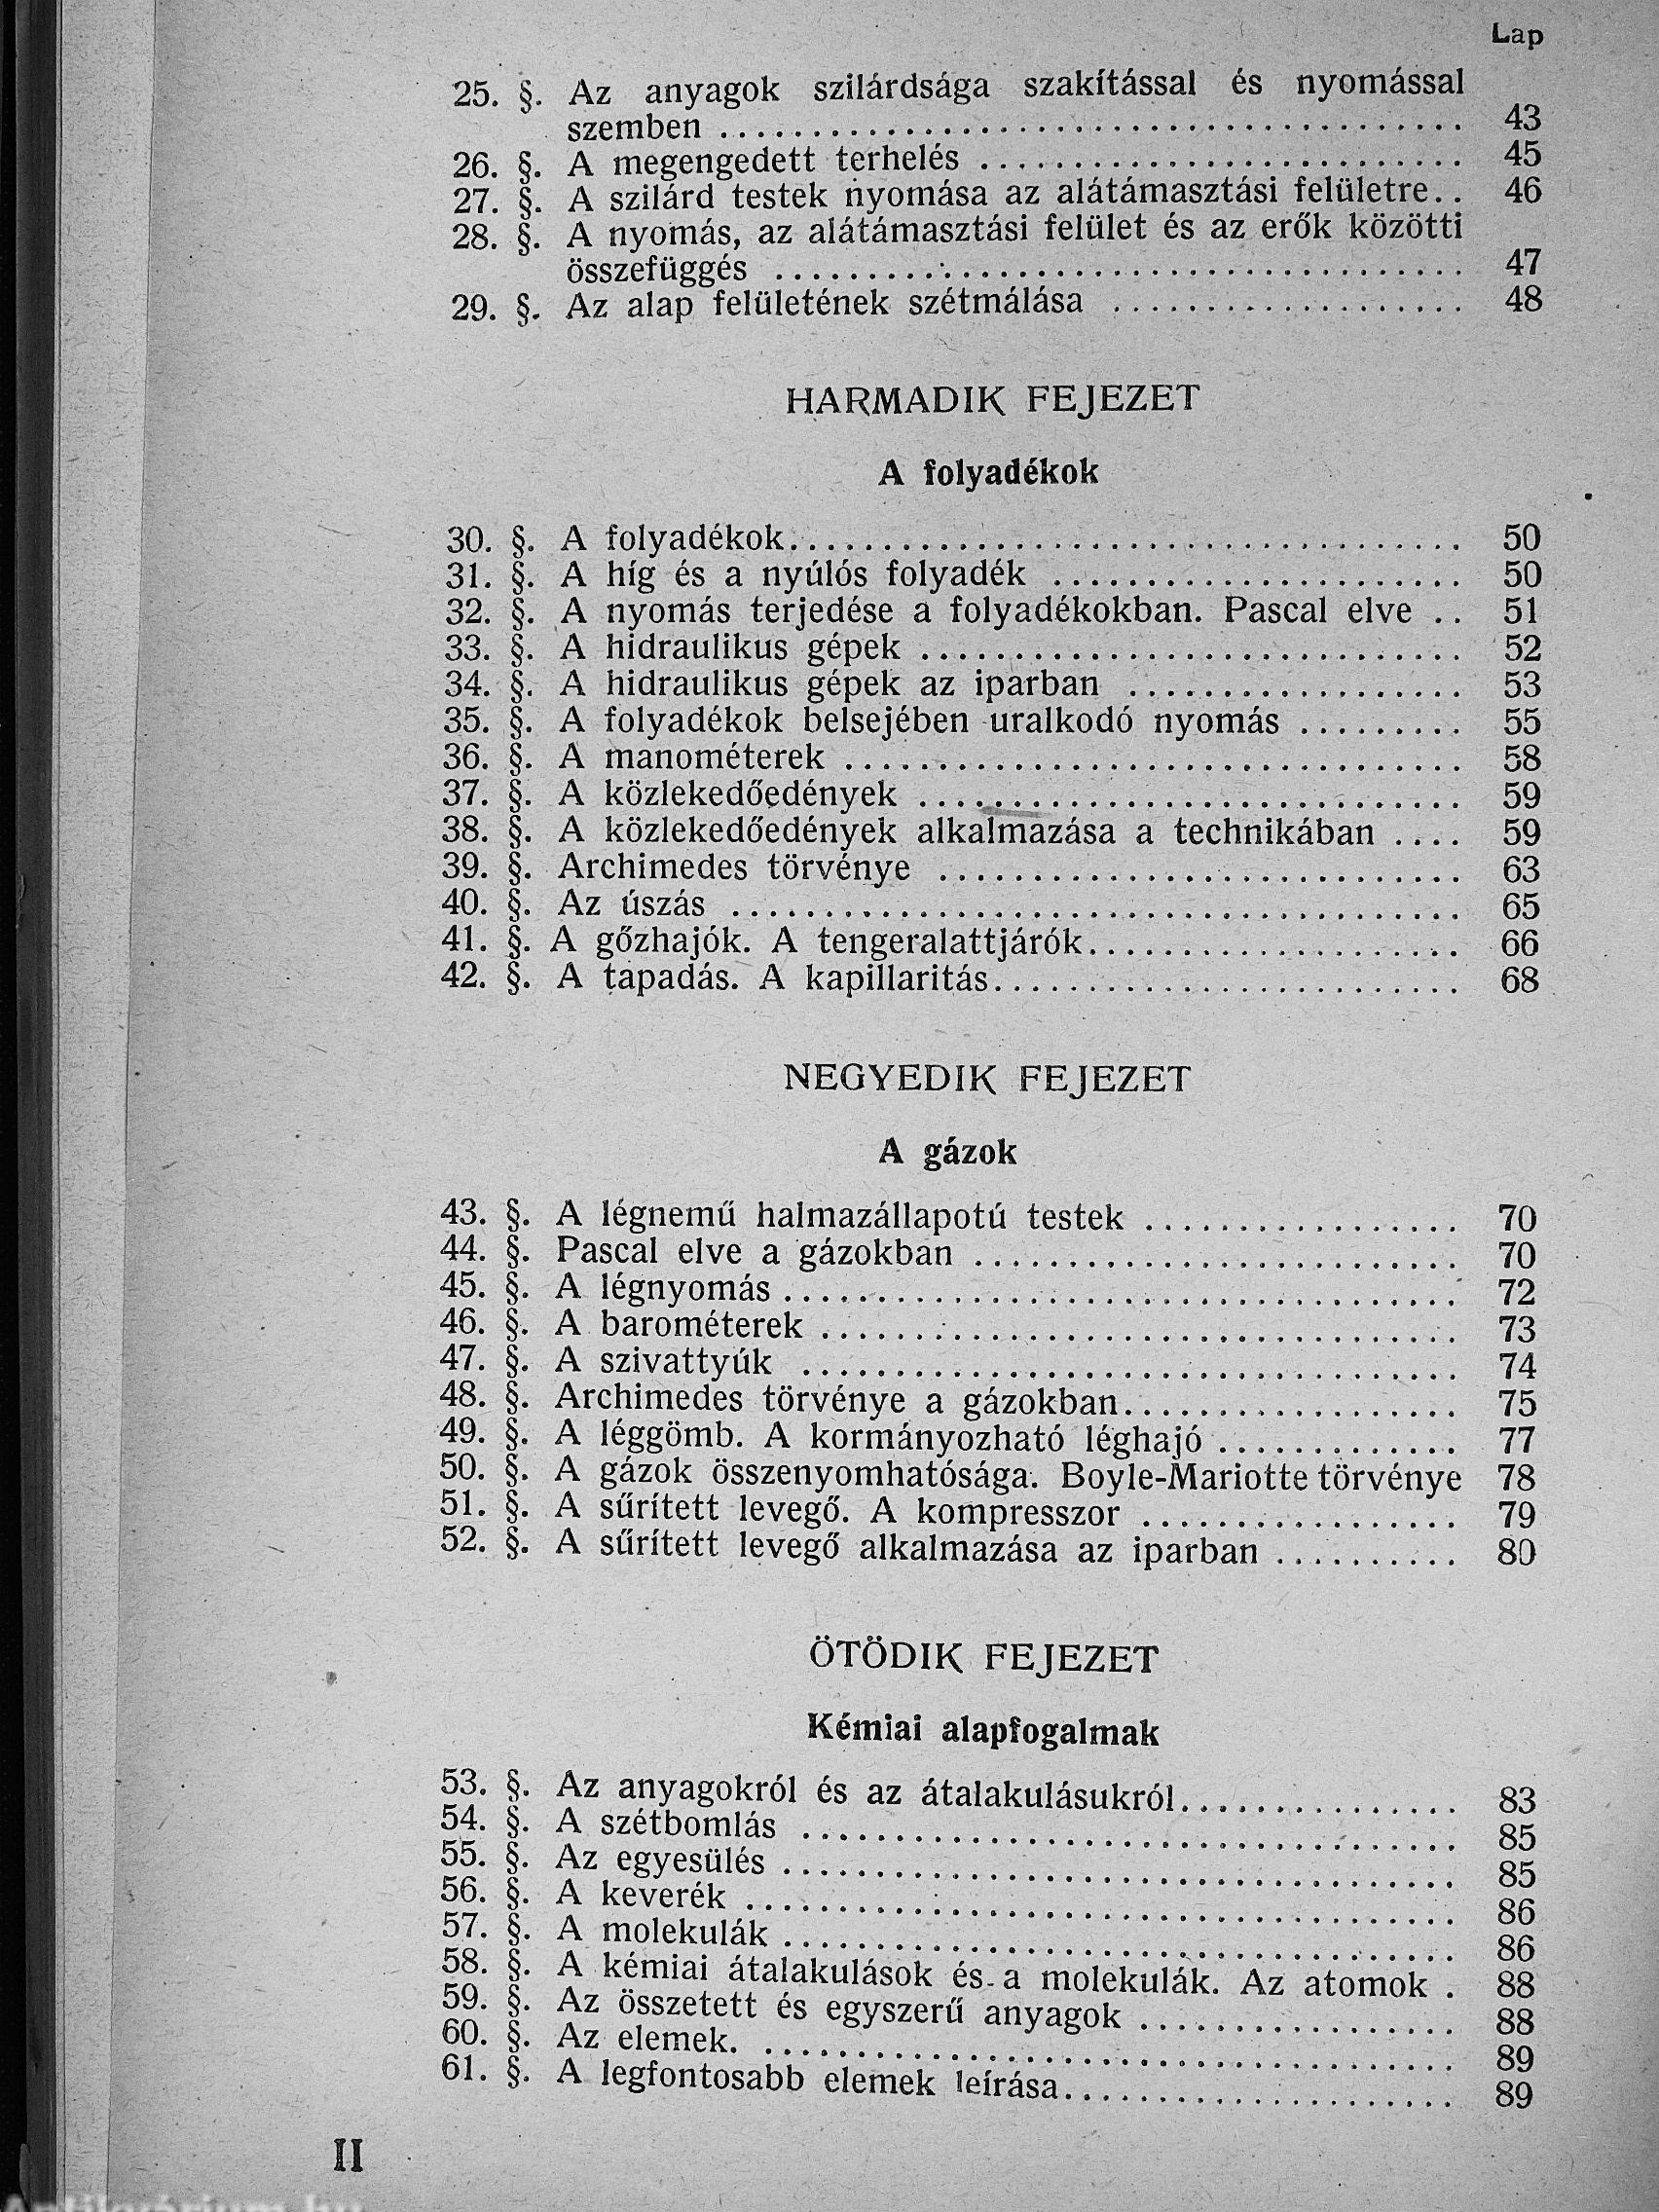 Lap
25. §. Az anyagok szilárdsága szakítással és nyomással
szemben ........................................ 43
26. §. A megengedett terhelés .......................... 45
27. §. A szilárd testek nyomása az alátámasztási felületre.. 46
28. §. A nyomás, az alátámasztási felület és az erők közötti
összefüggés ..................................... 47
29. §. Az alap felületének szétmálása ................... 48
HARMADIK FEJEZET
A folyadékok
30. §. A folyadékok..................................... 50
31. §. A híg és a nyúlós folyadék ...................... 50
32. §. A nyomás terjedése a folyadékokban. Pascal elve .. 51
33. §. A hidraulikus gépek ............................. 52
34. §. A hidraulikus gépek az iparban .................. 53
35. §. A folyadékok belsejében uralkodó nyomás ......... 55
36. §. A manométerek ................................. 58
37. §. A közlekedőedények ............................. 59
38. §. A közlekedőedények alkalmazása a technikában .... 59
39. §. Archimedes törvénye ............................ 63
40. §. Az úszás ....................................... 65
41. §. A gőzhajók. A tengeralattjárók.................... 66
42. §. A tapadás. A kapillaritás......................... 68
NEGYEDIK FEJEZET
A gázok
43. §. A légnemű halmazállapotú testek ................. 70
44. §. Pascal elve a gázokban .......................... 70
45. §. A légnyomás .................................... 72
46. §. A barométerek .................................. 73
47. §. A szivattyúk ................................... 74
48. §. Archimedes törvénye a gázokban.................. 75
49. §. A léggömb. A kormányozható léghajó ............. 77
50. §. A gázok összenyomhatósága. Boyle-Mariotte törvénye 78
51. §. A sűrített levegő. A kompresszor ................. 79
52. §. A sűrített levegő alkalmazása az iparban .......... 80
ÖTÖDIK FEJEZET
Kémiai alapfogalmak
53. §. Az anyagokról és az átalakulásukról............... 83
54. §. A szétbomlás ................................... 85
55. §. Az egyesülés .................................... 85
56. §. A keverék ...................................... 86
57. §. A molekulák .................................... 86
58. §. A kémiai átalakulások és a molekulák. Az atomok . 88
59. §. Az összetett és egyszerű anyagok ................. 88
60. §. Az elemek. ..................................... 89
61. §. A legfontosabb elemek leírása..................... 89
II